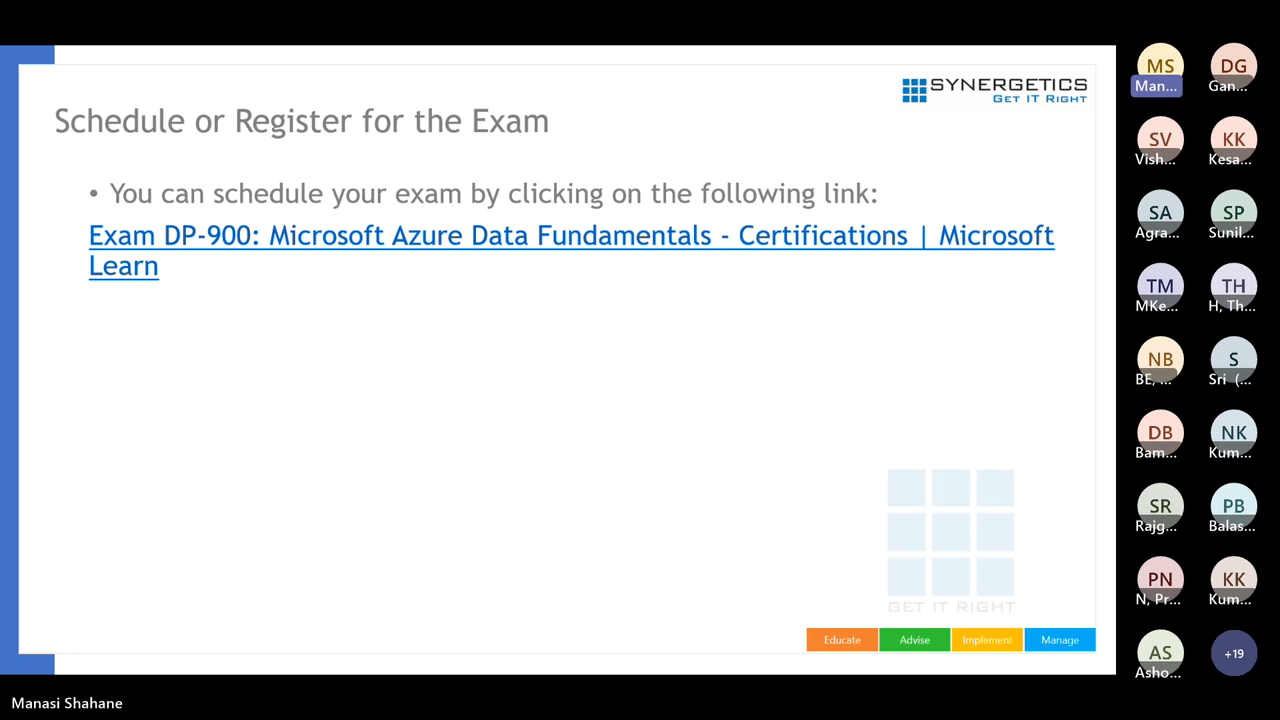 SYNERGETICS
GET IT RIGHT
Schedule or Register for the Exam
• You can schedule your exam by clicking on the following link:
Exam DP-900: Microsoft Azure Data Fundamentals - Certifications | Microsoft
Learn
GET IT RIGHT
Educate
Advise
Implement
Manage
MS
DG
Man...
Gan...
SV
KK
Vish...
Kesa...
SA
SP
Agra...
Sunil...
TM
TH
MKe...
H, Th...
NB
S
BE, ...
Sri (...
DB
NK
Bam...
Kum...
SR
PB
Rajg...
Balas...
PN
KK
N, Pr...
Kum...
AS
+19
Asho...
Manasi Shahane